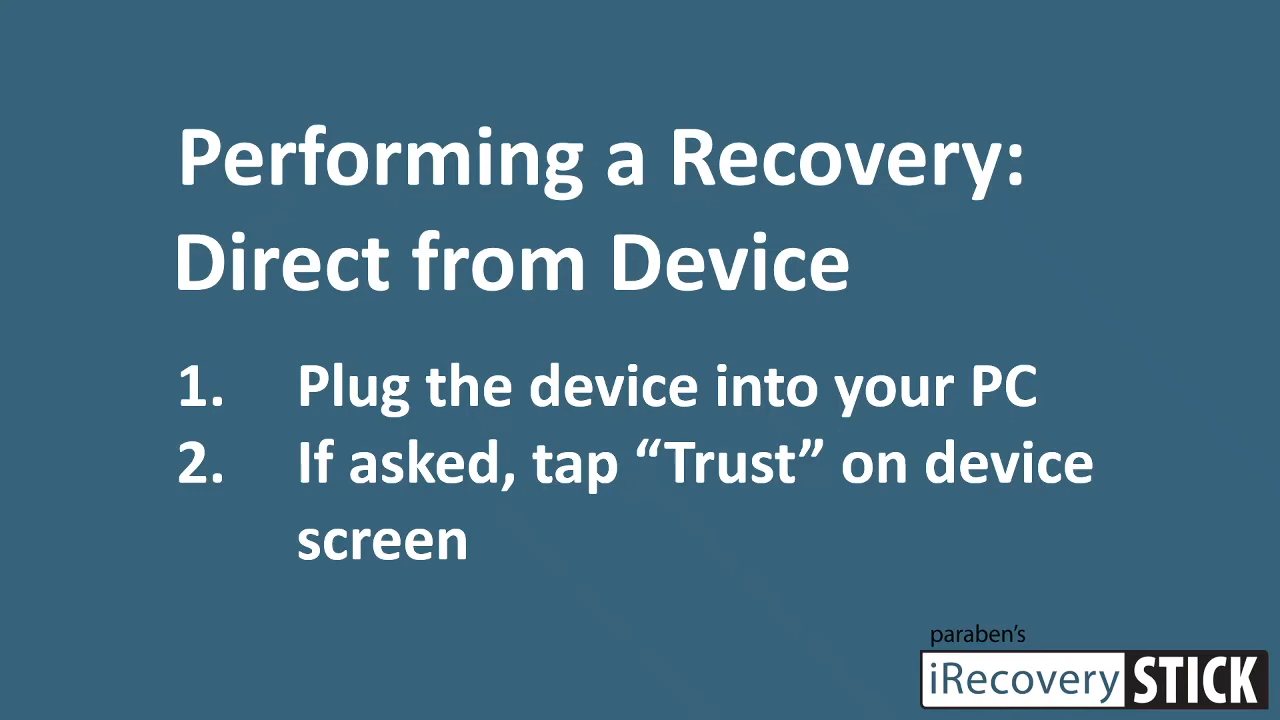 Performing a Recovery:
Direct from Device
1. Plug the device into your PC
2. If asked, tap “Trust” on device
screen
paraben’s
iRecovery STICK